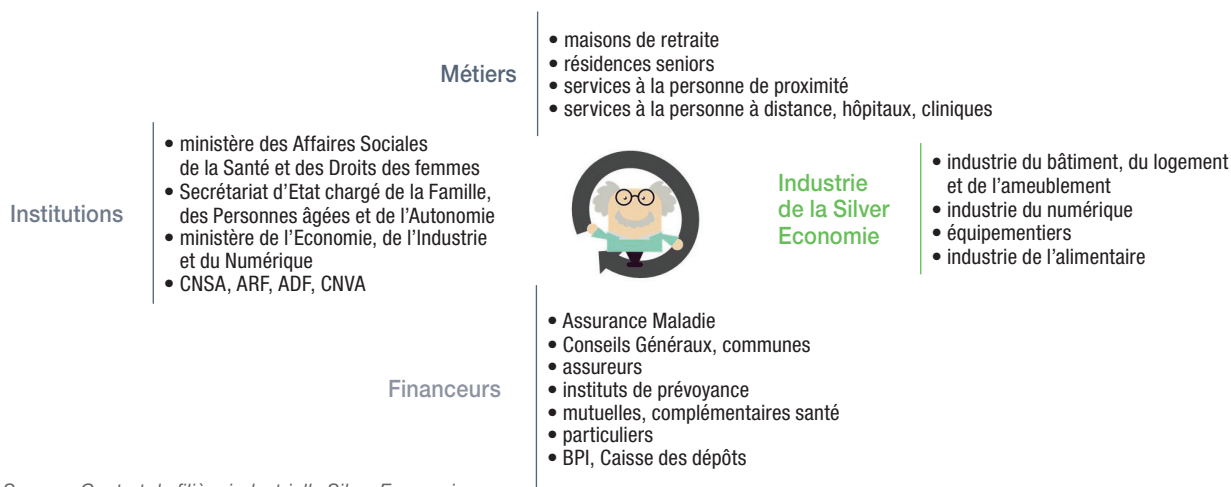 Métiers
• maisons de retraite
• résidences seniors
• services à la personne de proximité
• services à la personne à distance, hôpitaux, cliniques
Institutions
• ministère des Affaires Sociales
de la Santé et des Droits des femmes
• Secrétariat d'Etat chargé de la Famille,
des Personnes âgées et de l'Autonomie
• ministère de l'Economie, de l'Industrie
et du Numérique
• CNSA, ARF, ADF, CNVA
Industrie
de la Silver
Economie
• industrie du bâtiment, du logement
et de l'ameublement
• industrie du numérique
• équipementiers
• industrie de l'alimentaire
Financeurs
• Assurance Maladie
• Conseils Généraux, communes
• assureurs
• instituts de prévoyance
• mutuelles, complémentaires santé
• particuliers
• BPI, Caisse des dépôts